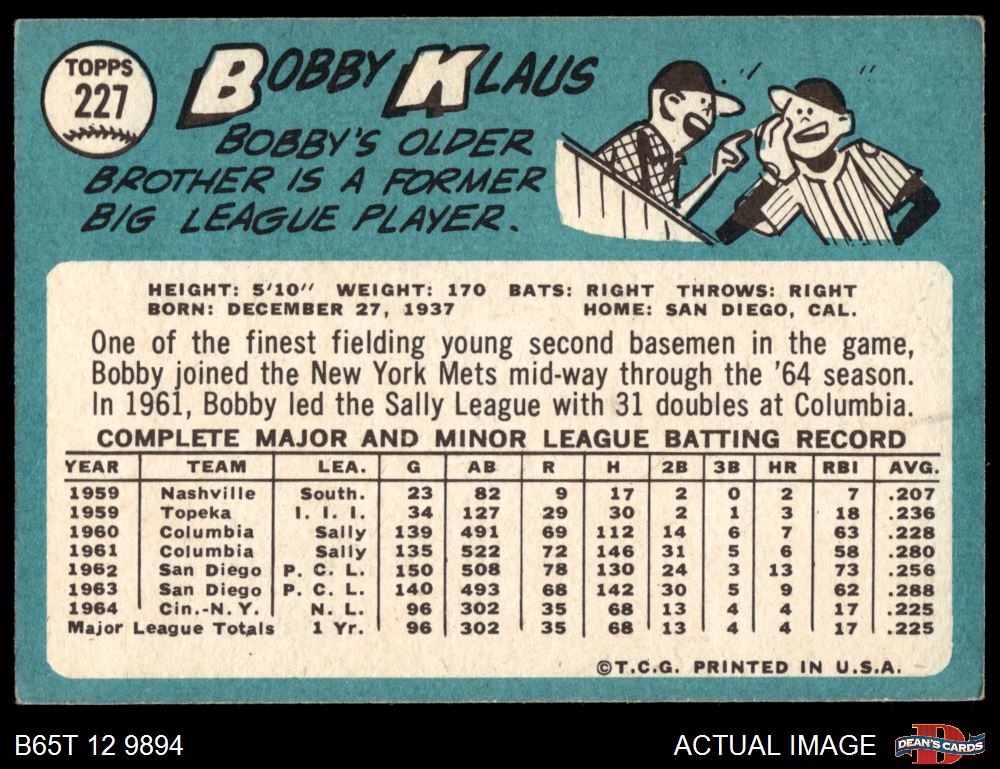 TOPPS
227
BOBBY KLAUS
BOBBY'S OLDER
BROTHER IS A FORMER
BIG LEAGUE PLAYER.
HEIGHT: 5'10" WEIGHT: 170 BATS: RIGHT THROWS: RIGHT
BORN: DECEMBER 27, 1937 HOME: SAN DIEGO, CAL.
One of the finest fielding young second basemen in the game,
Bobby joined the New York Mets mid-way through the '64 season.
In 1961, Bobby led the Sally League with 31 doubles at Columbia.
COMPLETE MAJOR AND MINOR LEAGUE BATTING RECORD
YEAR TEAM LEA. G AB R H 2B 3B HR RBI AVG.
1959 Nashville South. 23 82 9 17 2 0 2 7 .207
1959 Topeka I. I. I. 34 127 29 30 2 1 3 18 .236
1960 Columbia Sally 139 491 69 112 14 6 7 63 .228
1961 Columbia Sally 135 522 72 146 31 5 6 58 .280
1962 San Diego P. C. L. 150 508 78 130 24 3 13 73 .256
1963 San Diego P. C. L. 140 493 68 142 30 5 9 62 .288
1964 Cin.-N. Y. N. L. 96 302 35 68 13 4 4 17 .225
Major League Totals 1 Yr. 96 302 35 68 13 4 4 17 .225
©T.C.G. PRINTED IN U.S.A.
B65T 12 9894
ACTUAL IMAGE
D
DEAN'S CARDS